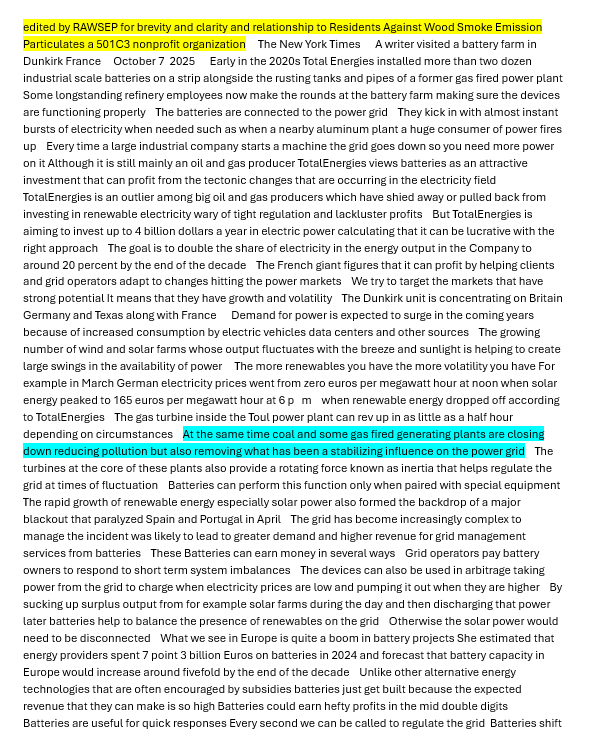 edited by RAWSEP for brevity and clarity and relationship to Residents Against Wood Smoke Emission
Particulates a 501C3 nonprofit organization The New York Times A writer visited a battery farm in
Dunkirk France October 7 2025 Early in the 2020s Total Energies installed more than two dozen
industrial scale batteries on a strip alongside the rusting tanks and pipes of a former gas fired power plant
Some longstanding refinery employees now make the rounds at the battery farm making sure the devices
are functioning properly The batteries are connected to the power grid They kick in with almost instant
bursts of electricity when needed such as when a nearby aluminum plant a huge consumer of power fires
up Every time a large industrial company starts a machine the grid goes down so you need more power
on it Although it is still mainly an oil and gas producer TotalEnergies views batteries as an attractive
investment that can profit from the tectonic changes that are occurring in the electricity field
TotalEnergies is an outlier among big oil and gas producers which have shied away or pulled back from
investing in renewable electricity wary of tight regulation and lackluster profits But TotalEnergies is
aiming to invest up to 4 billion dollars a year in electric power calculating that it can be lucrative with the
right approach The goal is to double the share of electricity in the energy output in the Company to
around 20 percent by the end of the decade The French giant figures that it can profit by helping clients
and grid operators adapt to changes hitting the power markets We try to target the markets that have
strong potential It means that they have growth and volatility The Dunkirk unit is concentrating on Britain
Germany and Texas along with France Demand for power is expected to surge in the coming years
because of increased consumption by electric vehicles data centers and other sources The growing
number of wind and solar farms whose output fluctuates with the breeze and sunlight is helping to create
large swings in the availability of power The more renewables you have the more volatility you have For
example in March German electricity prices went from zero euros per megawatt hour at noon when solar
energy peaked to 165 euros per megawatt hour at 6 p m when renewable energy dropped off according
to TotalEnergies The gas turbine inside the Toul power plant can rev up in as little as a half hour
depending on circumstances At the same time coal and some gas fired generating plants are closing
down reducing pollution but also removing what has been a stabilizing influence on the power grid The
turbines at the core of these plants also provide a rotating force known as inertia that helps regulate the
grid at times of fluctuation Batteries can perform this function only when paired with special equipment
The rapid growth of renewable energy especially solar power also formed the backdrop of a major
blackout that paralyzed Spain and Portugal in April The grid has become increasingly complex to
manage the incident was likely to lead to greater demand and higher revenue for grid management
services from batteries These Batteries can earn money in several ways Grid operators pay battery
owners to respond to short term system imbalances The devices can also be used in arbitrage taking
power from the grid to charge when electricity prices are low and pumping it out when they are higher By
sucking up surplus output from for example solar farms during the day and then discharging that power
later batteries help to balance the presence of renewables on the grid Otherwise the solar power would
need to be disconnected What we see in Europe is quite a boom in battery projects She estimated that
energy providers spent 7 point 3 billion Euros on batteries in 2024 and forecast that battery capacity in
Europe would increase around fivefold by the end of the decade Unlike other alternative energy
technologies that are often encouraged by subsidies batteries just get built because the expected
revenue that they can make is so high Batteries could earn hefty profits in the mid double digits
Batteries are useful for quick responses Every second we can be called to regulate the grid Batteries shift